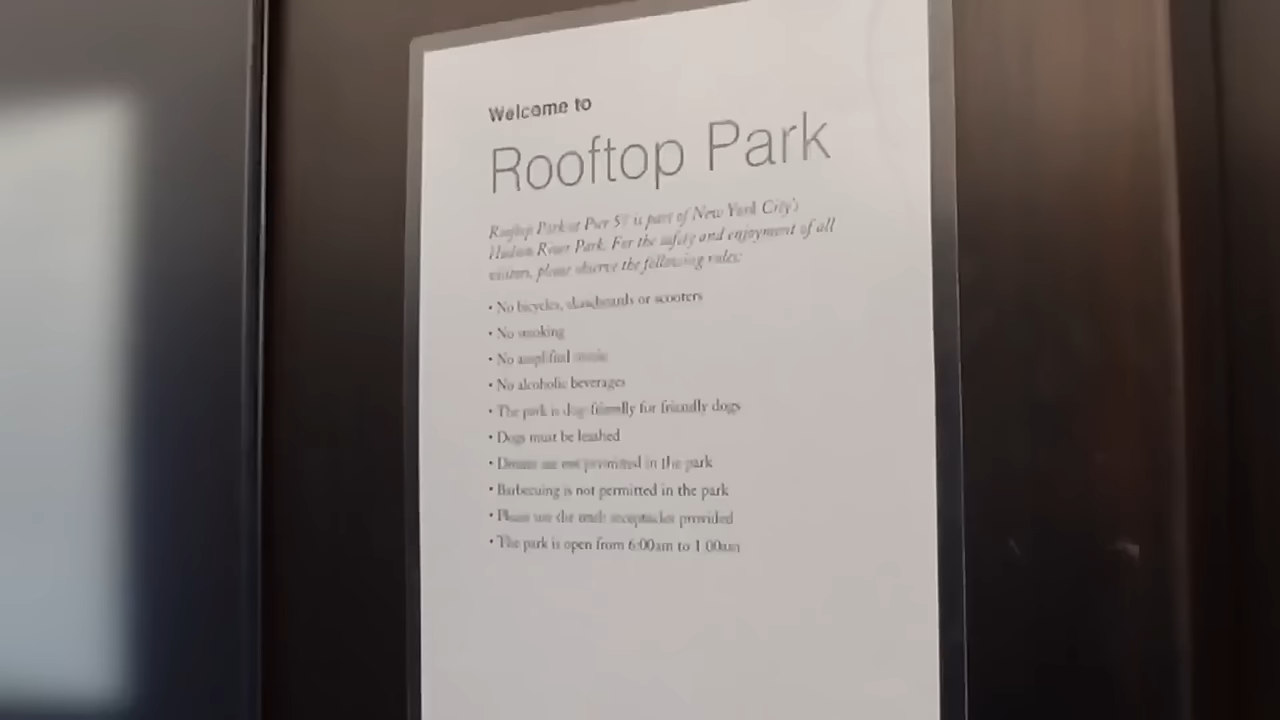 Welcome to
Rooftop Park
Rooftop Park at Pier 57 is part of New York City's
Hudson River Park. For the safety and enjoyment of all
visitors, please observe the following rules:
• No bicycles, skateboards or scooters
• No smoking
• No amplified music
• No alcoholic beverages
• The park is dog-friendly for friendly dogs
• Dogs must be leashed
• Drones are not permitted in the park
• Barbecuing is not permitted in the park
• Please use the trash receptacles provided
• The park is open from 6:00am to 1:00am